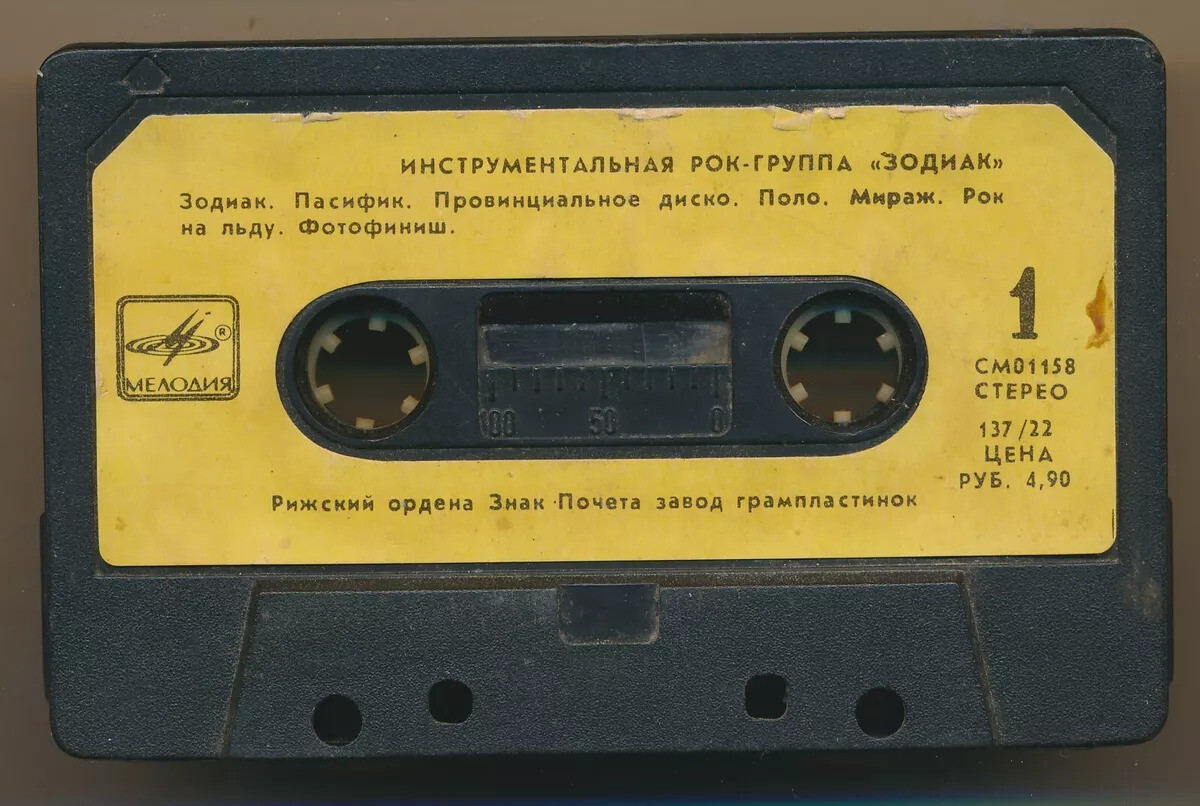 ИНСТРУМЕНТАЛЬНАЯ РОК-ГРУППА «ЗОДИАК»
Зодиак. Пасифик. Провинциальное диско. Поло. Мираж. Рок
на льду. Фотофиниш.
МЕЛОДИЯ ®
100 50 0
1
СМ01158
СТЕРЕО
137/22
ЦЕНА
РУБ. 4,90
Рижский ордена Знак Почета завод грампластинок